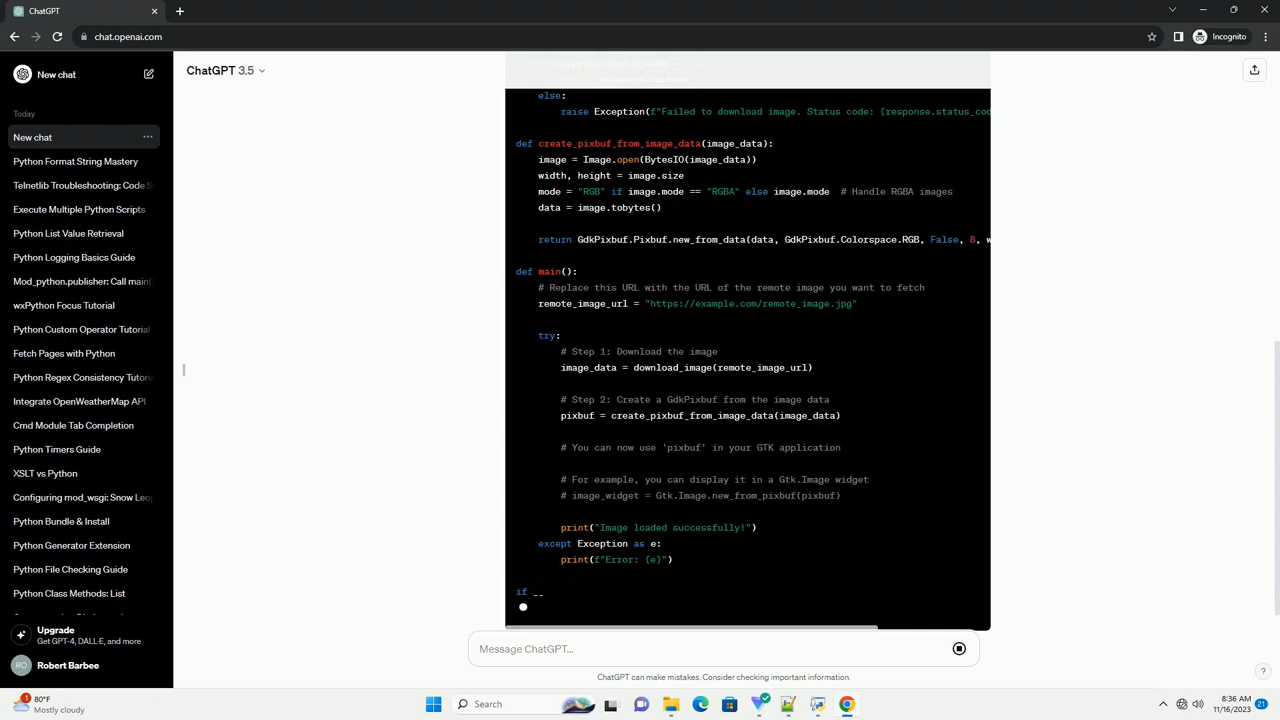 ChatGPT
chat.openai.com
Incognito
New chat
ChatGPT 3.5
Today
New chat
Python Format String Mastery
Telnetlib Troubleshooting: Code S
Execute Multiple Python Scripts
Python List Value Retrieval
Python Logging Basics Guide
Mod_python.publisher: Call main(
wxPython Focus Tutorial
Python Custom Operator Tutorial
Fetch Pages with Python
Python Regex Consistency Tutoria
Integrate OpenWeatherMap API
Cmd Module Tab Completion
Python Timers Guide
XSLT vs Python
Configuring mod_wsgi: Snow Leop
Python Bundle & Install
Python Generator Extension
Python File Checking Guide
Python Class Methods: List
Upgrade
Get GPT-4, DALL·E, and more
RO
Robert Barbee
else:
raise Exception(f"Failed to download image. Status code: {response.status_cod
def create_pixbuf_from_image_data(image_data):
image = Image.open(BytesIO(image_data))
width, height = image.size
mode = "RGB" if image.mode == "RGBA" else image.mode # Handle RGBA images
data = image.tobytes()
return GdkPixbuf.Pixbuf.new_from_data(data, GdkPixbuf.Colorspace.RGB, False, 8, w
def main():
# Replace this URL with the URL of the remote image you want to fetch
remote_image_url = "https://example.com/remote_image.jpg"
try:
# Step 1: Download the image
image_data = download_image(remote_image_url)
# Step 2: Create a GdkPixbuf from the image data
pixbuf = create_pixbuf_from_image_data(image_data)
# You can now use 'pixbuf' in your GTK application
# For example, you can display it in a Gtk.Image widget
# image_widget = Gtk.Image.new_from_pixbuf(pixbuf)
print("Image loaded successfully!")
except Exception as e:
print(f"Error: {e}")
if __
Message ChatGPT...
ChatGPT can make mistakes. Consider checking important information.
?
1
80°F
Mostly cloudy
Search
8:36 AM
11/16/2023
21